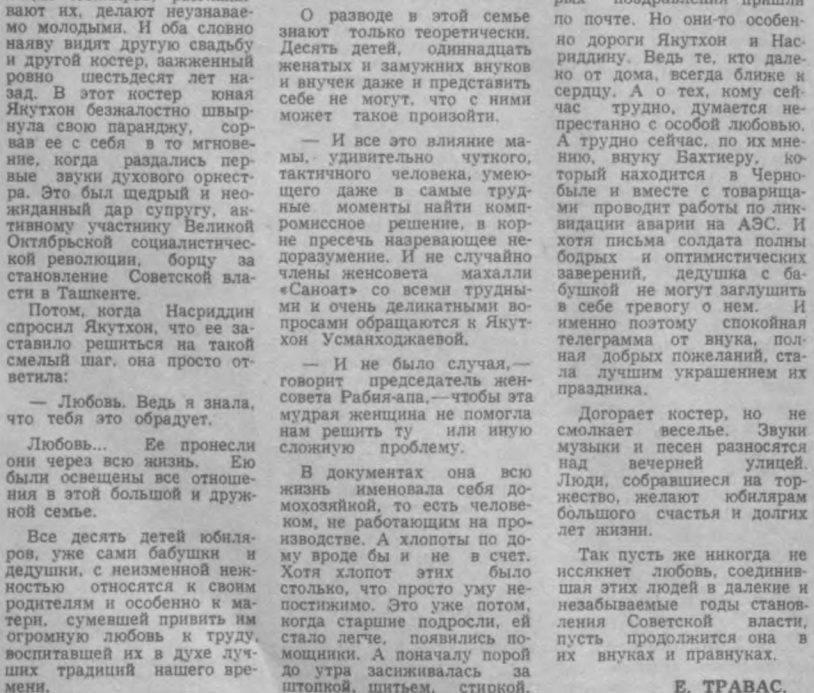 вают их, делают неузнавае-
мо молодыми. И оба словно
наяву видят другую свадьбу
и другой костер, зажженный
ровно шестьдесят лет на-
зад. В этот костер юная
Якутхон безжалостно швыр-
нула свою паранджу, сор-
вав ее с себя в то мгнове-
ние, когда раздались пер-
вые звуки духового оркест-
ра. Это был щедрый и нео-
жиданный дар супругу, ак-
тивному участнику Великой
Октябрьской социалистичес-
кой революции, борцу за
становление Советской вла-
сти в Ташкенте.
Потом, когда Насриддин
спросил Якутхон, что ее за-
ставило решиться на такой
смелый шаг, она просто от-
ветила:
— Любовь. Ведь я знала,
что тебя это обрадует.
Любовь... Ее пронесли
они через всю жизнь. Ею
были освещены все отноше-
ния в этой большой и друж-
ной семье.
Все десять детей юбиля-
ров, уже сами бабушки и
дедушки, с неизменной неж-
ностью относятся к своим
родителям и особенно к ма-
тери, сумевшей привить им
огромную любовь к труду,
воспитавшей их в духе луч-
ших традиций нашего вре-
мени.
О разводе в этой семье
знают только теоретически.
Десять детей, одиннадцать
женатых и замужних внуков
и внучек даже и представить
себе не могут, что с ними
может такое произойти.
— И все это влияние ма-
мы, удивительно чуткого,
тактичного человека, умею-
щего даже в самые труд-
ные моменты найти комп-
ромиссное решение, в кор-
не пресечь назревающее не-
доразумение. И не случайно
члены женсовета махалли
«Саноат» со всеми трудны-
ми и очень деликатными во-
просами обращаются к Якут-
хон Усманходжаевой.
— И не было случая,—
говорит председатель жен-
совета Рабия-апа,—чтобы эта
мудрая женщина не помогла
нам решить ту или иную
сложную проблему.
В документах она всю
жизнь именовала себя до-
мохозяйкой, то есть челове-
ком, не работающим на про-
изводстве. А хлопоты по до-
му вроде бы и не в счет.
Хотя хлопот этих было
столько, что просто уму не-
постижимо. Это уже потом,
когда старшие подросли, ей
стало легче, появились по-
мощники. А поначалу порой
до утра засиживалась за
штопкой, шитьем, стиркой,
поздравления пришли
по почте. Но они-то особен-
но дороги Якутхон и Нас-
риддину. Ведь те, кто дале-
ко от дома, всегда ближе к
сердцу. А о тех, кому сей-
час трудно, думается не-
престанно с особой любовью.
А трудно сейчас, по их мне-
нию, внуку Бахтиеру, ко-
торый находится в Черно-
быле и вместе с товарища-
ми проводит работы по лик-
видации аварии на АЭС. И
хотя письма солдата полны
бодрых и оптимистических
заверений, дедушка с ба-
бушкой не могут заглушить
в себе тревогу о нем. И
именно поэтому спокойная
телеграмма от внука, пол-
ная добрых пожеланий, ста-
ла лучшим украшением их
праздника.
Догорает костер, но не
смолкает веселье. Звуки
музыки и песен разносятся
над вечерней улицей.
Люди, собравшиеся на тор-
жество, желают юбилярам
большого счастья и долгих
лет жизни.
Так пусть же никогда не
иссякнет любовь, соединив-
шая этих людей в далекие и
незабываемые годы станов-
ления Советской власти,
пусть продолжится она в
их внуках и правнуках.
Е. ТРАВАС.